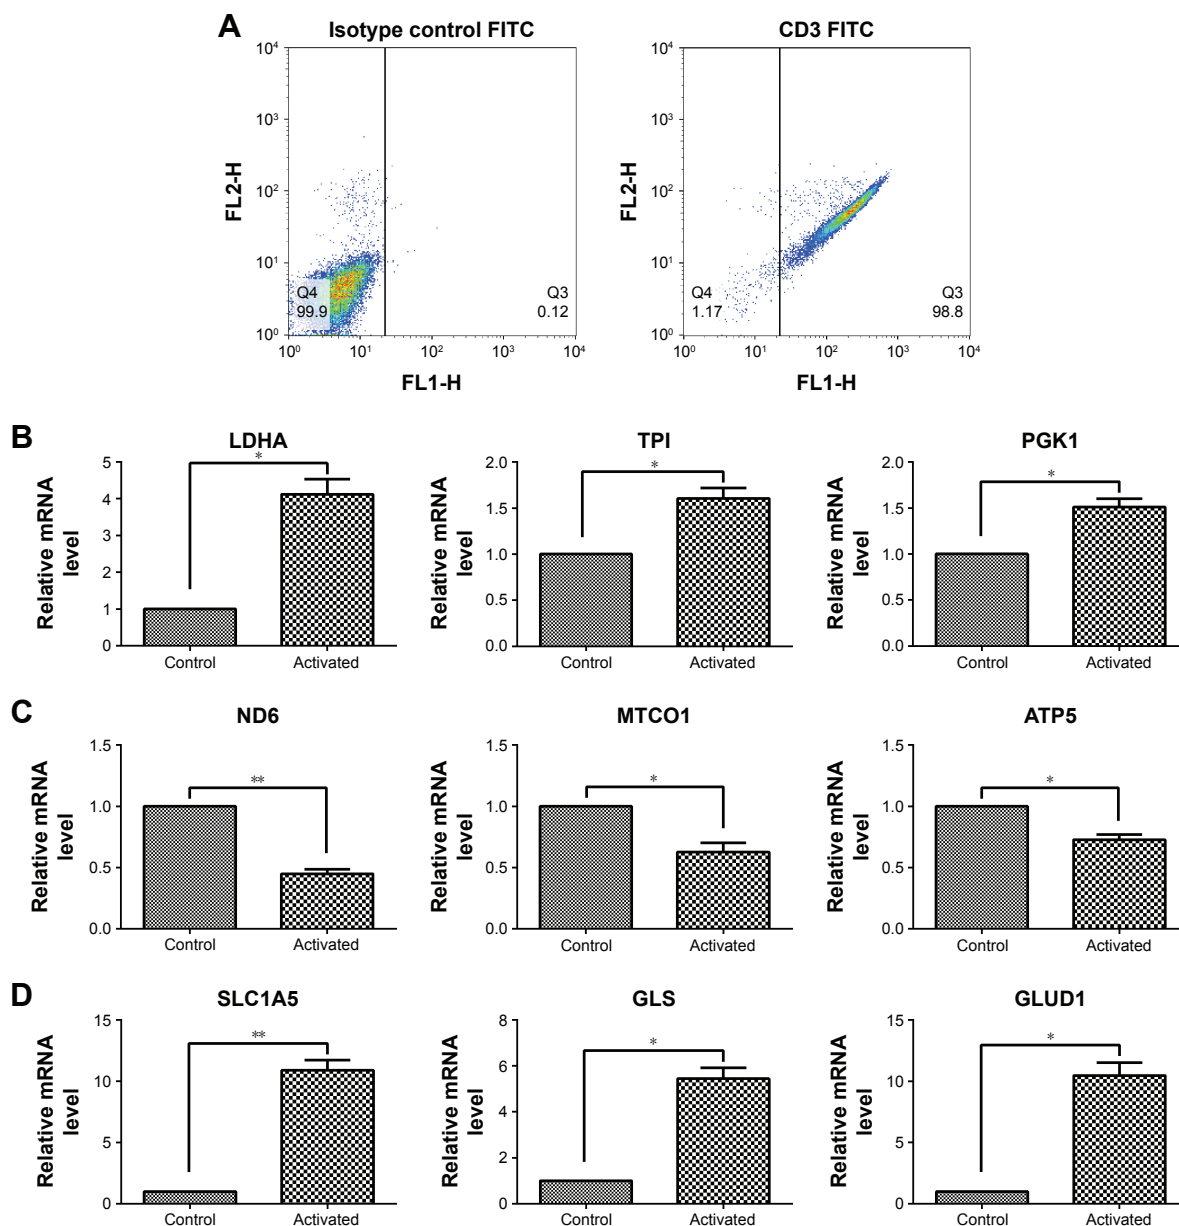 A
Isotype control FITC
CD3 FITC
10⁴
10³
10²
10¹
10⁰
FL2-H
Q4
99.9
Q3
0.12
10⁰ 10¹ 10² 10³ 10⁴
FL1-H
10⁴
10³
10²
10¹
10⁰
FL2-H
Q4
1.17
Q3
98.8
10⁰ 10¹ 10² 10³ 10⁴
FL1-H
B
LDHA
*
5
4
3
2
1
0
Relative mRNA
level
Control Activated
TPI
*
2.0
1.5
1.0
0.5
0.0
Relative mRNA
level
Control Activated
PGK1
*
2.0
1.5
1.0
0.5
0.0
Relative mRNA
level
Control Activated
C
ND6
**
1.5
1.0
0.5
0.0
Relative mRNA
level
Control Activated
MTCO1
*
1.5
1.0
0.5
0.0
Relative mRNA
level
Control Activated
ATP5
*
1.5
1.0
0.5
0.0
Relative mRNA
level
Control Activated
D
SLC1A5
**
15
10
5
0
Relative mRNA
level
Control Activated
GLS
*
8
6
4
2
0
Relative mRNA
level
Control Activated
GLUD1
*
15
10
5
0
Relative mRNA
level
Control Activated